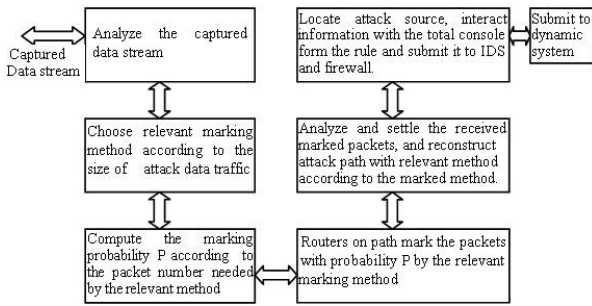 Captured
Data stream
Analyze the captured
data stream
Choose relevant marking
method according to the
size of attack data traffic
Compute the marking
probability P according to
the packet number needed
by the relevant method
Routers on path mark the packets
with probability P by the relevant
marking method
Analyze and settle the received
marked packets, and reconstruct
attack path with relevant method
according to the marked method.
Locate attack source, interact
information with the total console
form the rule and submit it to IDS
and firewall.
Submit to
dynamic
system